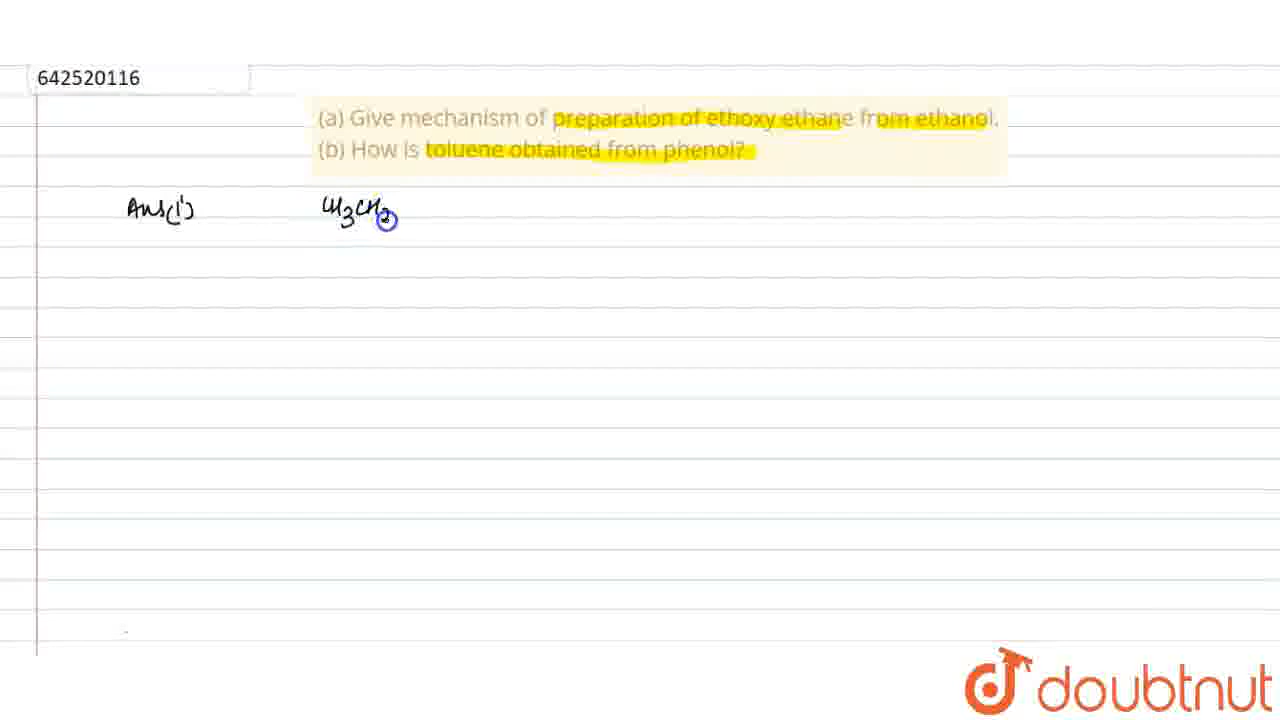 642520116
(a) Give mechanism of preparation of ethoxy ethane from ethanol.
(b) How is toluene obtained from phenol?
Ans(i) CH3CH2
doubtnut